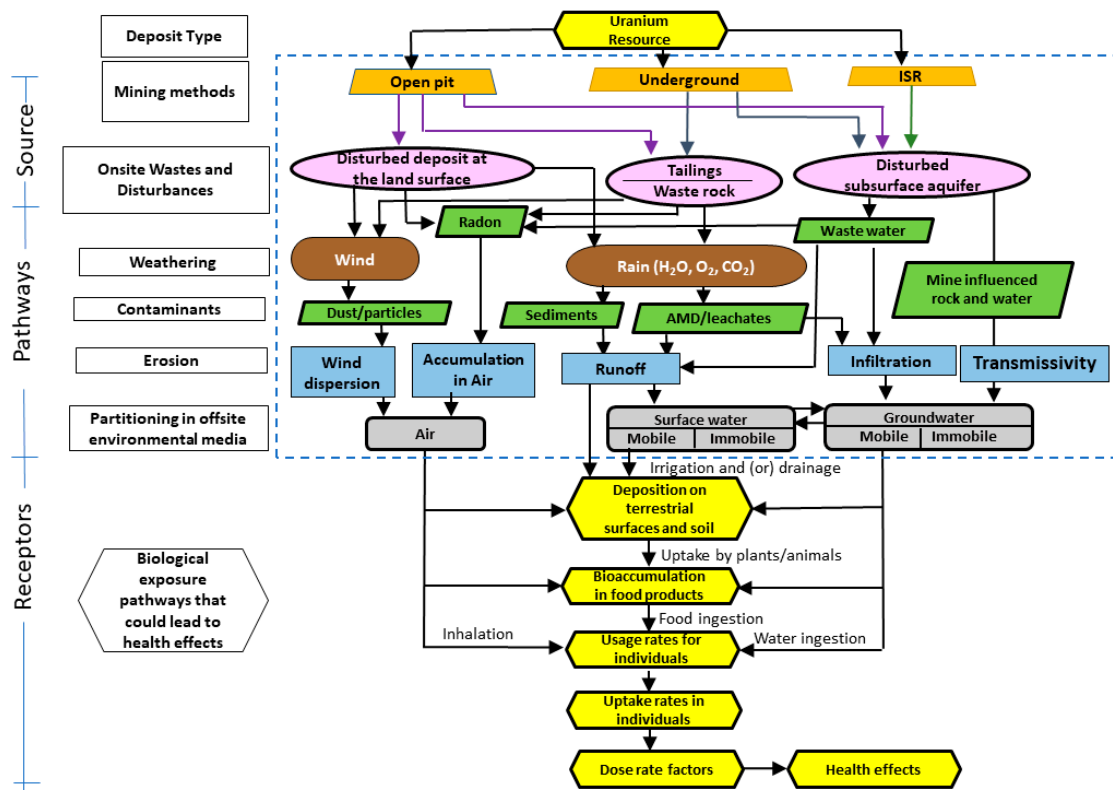 Deposit Type
Uranium
Resource
Mining methods
Open pit
Underground
ISR
Source
Onsite Wastes and
Disturbances
Disturbed deposit at
the land surface
Tailings
Waste rock
Disturbed
subsurface aquifer
Radon
Waste water
Pathways
Weathering
Wind
Rain (H₂O, O₂, CO₂)
Mine influenced
rock and water
Contaminants
Dust/particles
Sediments
AMD/leachates
Erosion
Wind
dispersion
Accumulation
in Air
Runoff
Infiltration
Transmissivity
Partitioning in offsite
environmental media
Air
Surface water
Mobile
Immobile
Groundwater
Mobile
Immobile
Irrigation and (or) drainage
Receptors
Deposition on
terrestrial
surfaces and soil
Uptake by plants/animals
Biological
exposure
pathways that
could lead to
health effects
Bioaccumulation
in food products
Food ingestion
Inhalation
Water ingestion
Usage rates for
individuals
Uptake rates in
individuals
Dose rate factors
Health effects